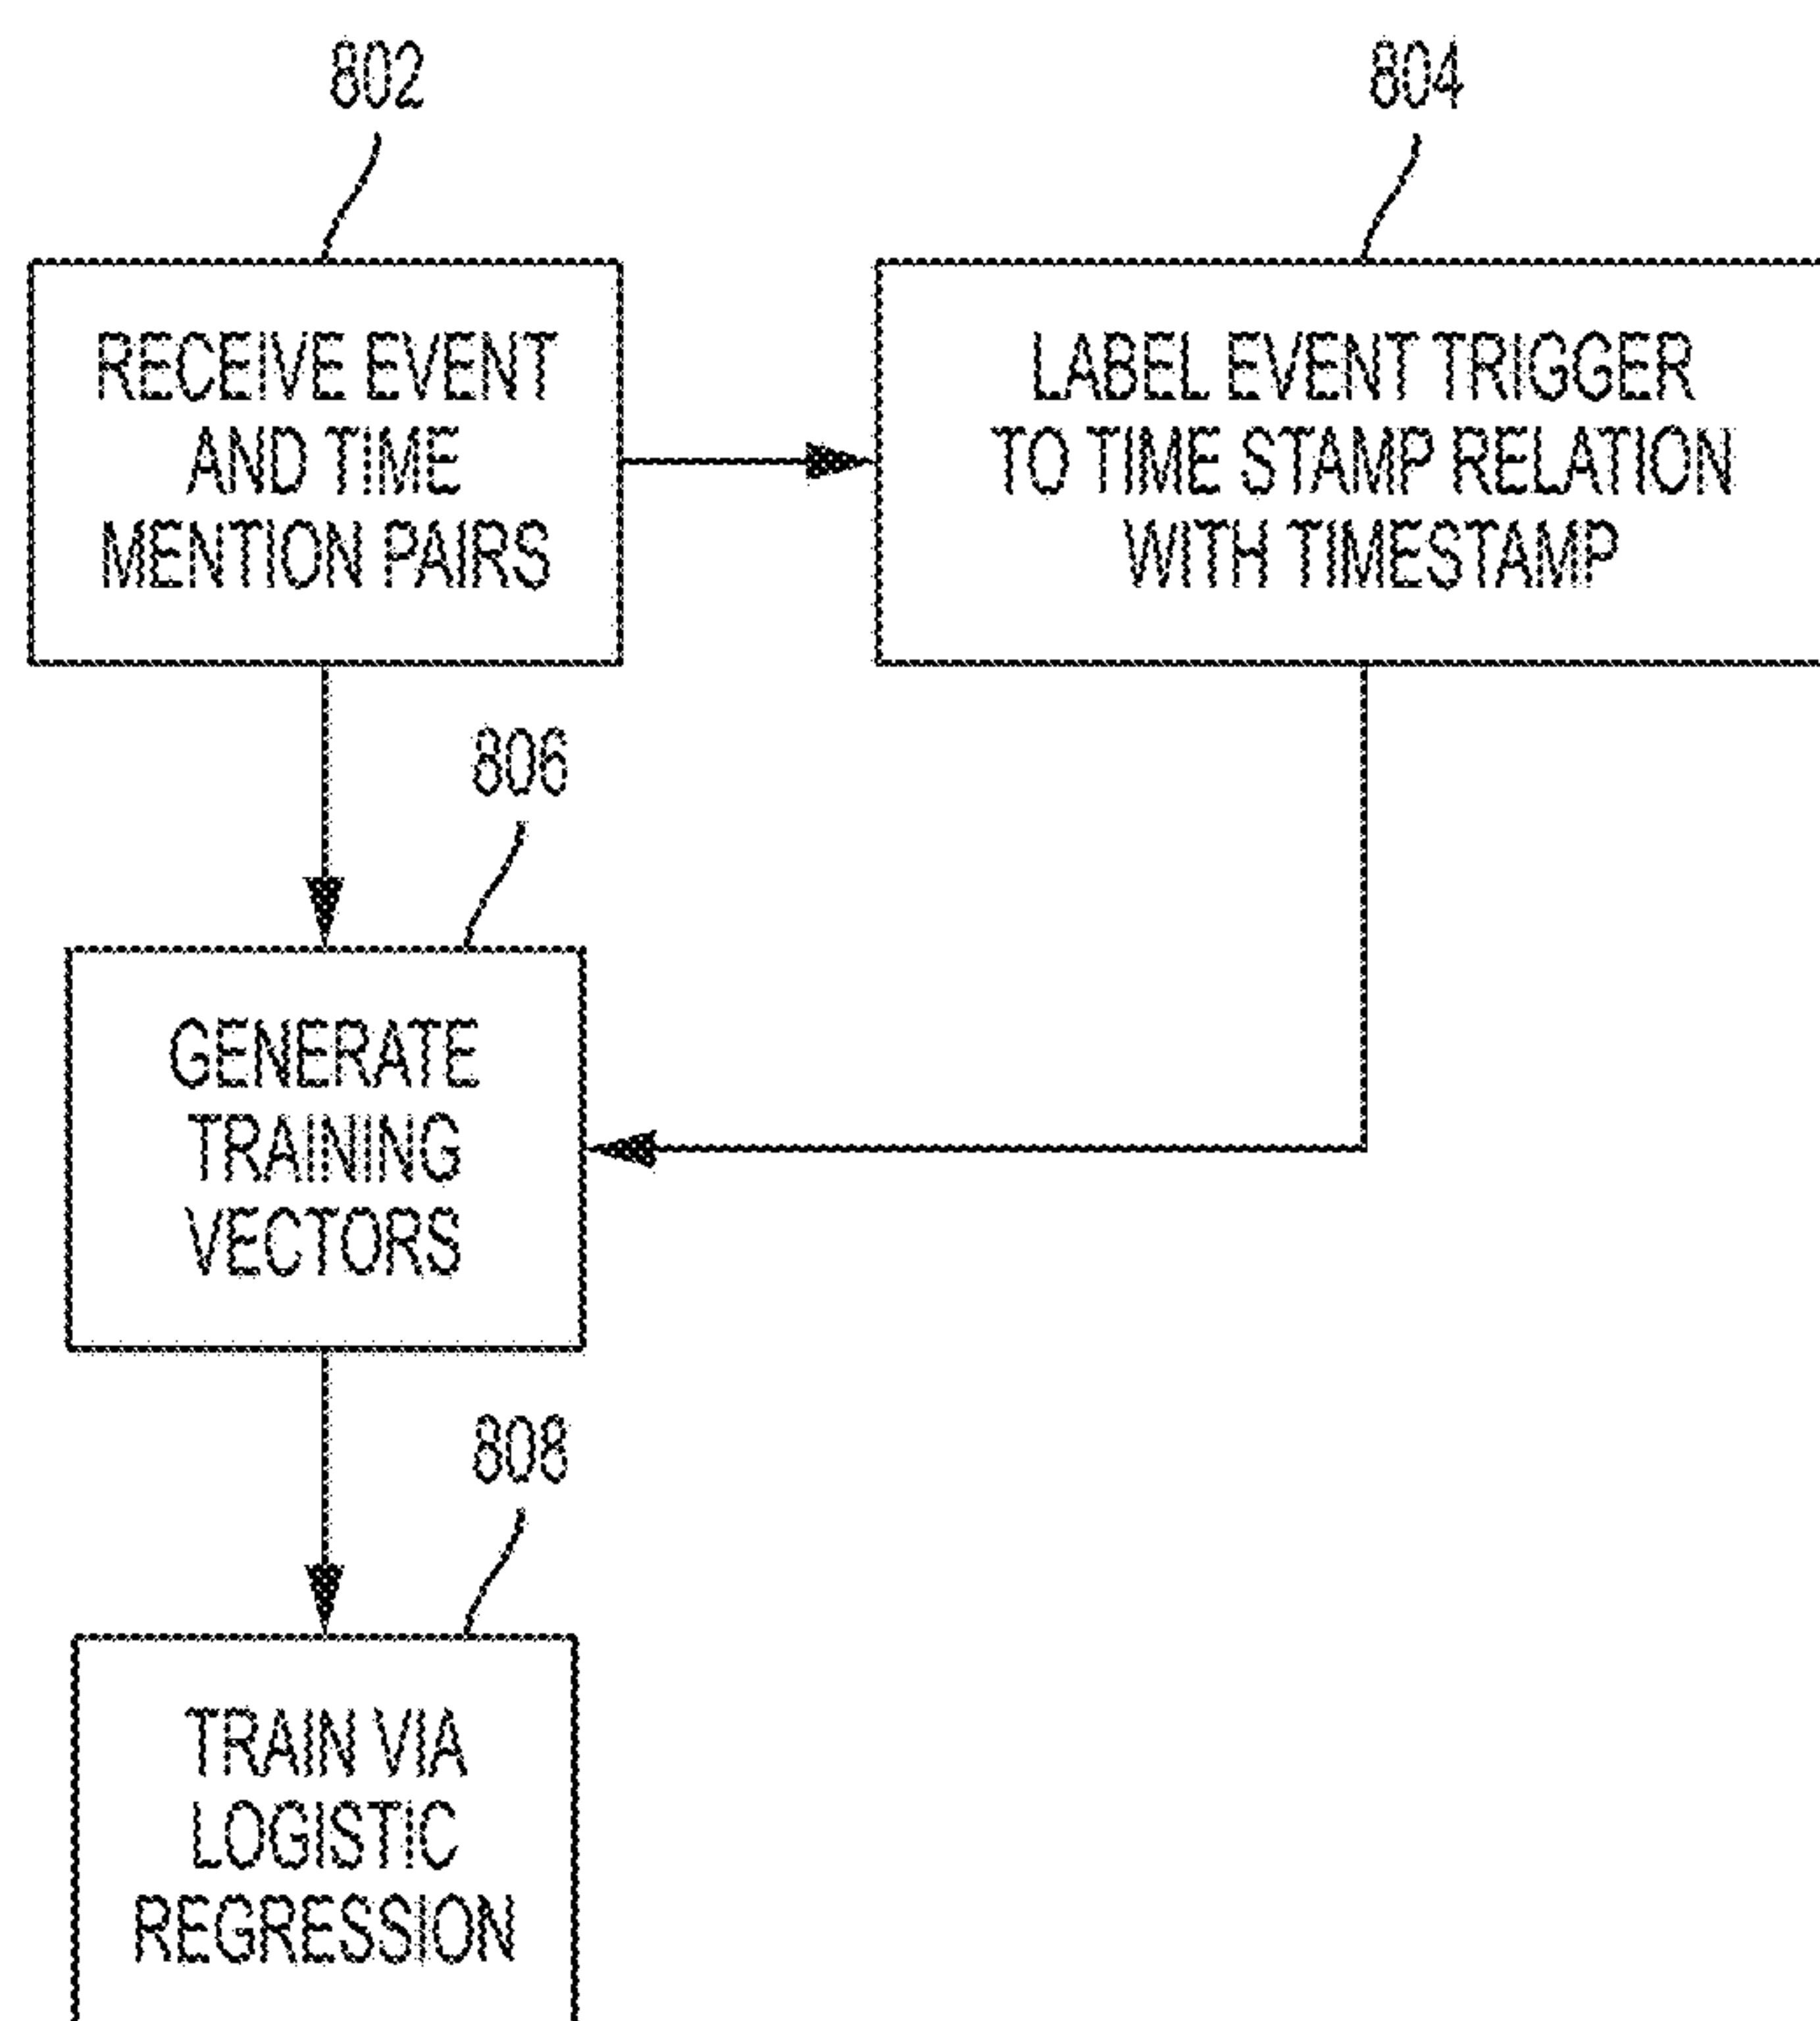 802
804
RECEIVE EVENT
AND TIME
MENTION PAIRS
LABEL EVENT TRIGGER
TO TIME STAMP RELATION
WITH TIMESTAMP
806
GENERATE
TRAINING
VECTORS
808
TRAIN VIA
LOGISTIC
REGRESSION